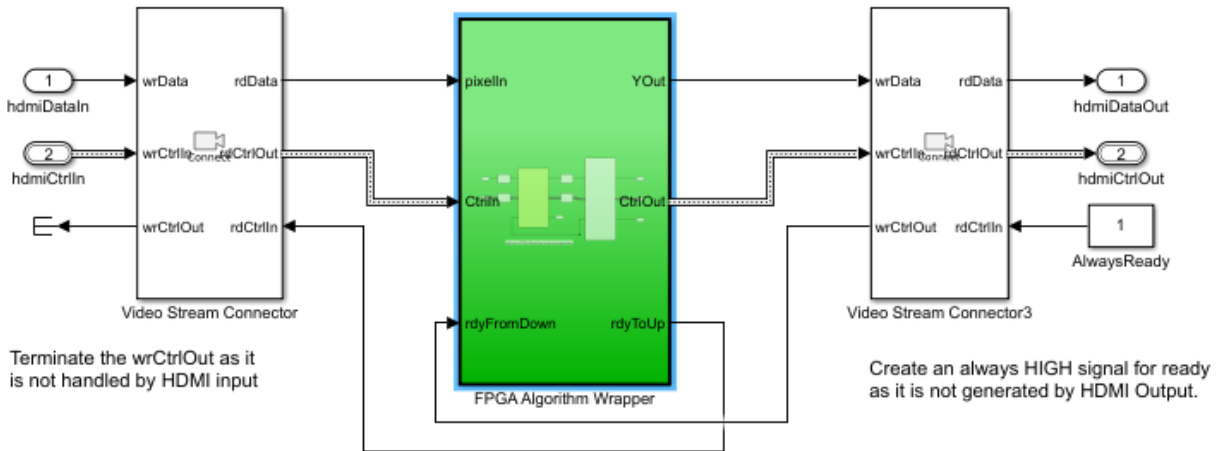 1
hdmiDataIn
2
hdmiCtrlIn
wrData
rdData
wrCtrlIn
rdCtrlOut
Connect
wrCtrlOut
rdCtrlIn
Video Stream Connector
Terminate the wrCtrlOut as it
is not handled by HDMI input
pixelIn
YOut
CtrlIn
CtrlOut
rdyFromDown
rdyToUp
FPGA Algorithm Wrapper
wrData
rdData
wrCtrlIn
rdCtrlOut
Connect
wrCtrlOut
rdCtrlIn
Video Stream Connector3
1
hdmiDataOut
2
hdmiCtrlOut
1
AlwaysReady
Create an always HIGH signal for ready
as it is not generated by HDMI Output.